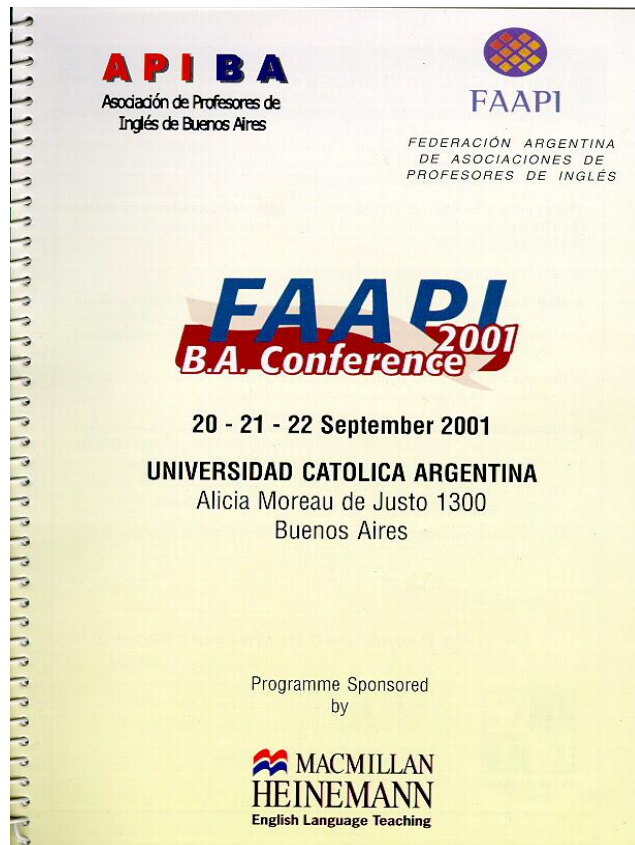 APIBA
Asociación de Profesores de
Inglés de Buenos Aires
FAAPI
FEDERACIÓN ARGENTINA
DE ASOCIACIONES DE
PROFESORES DE INGLÉS
FAAPI
2001
B.A. Conference
20 - 21 - 22 September 2001
UNIVERSIDAD CATOLICA ARGENTINA
Alicia Moreau de Justo 1300
Buenos Aires
Programme Sponsored
by
MACMILLAN
HEINEMANN
English Language Teaching